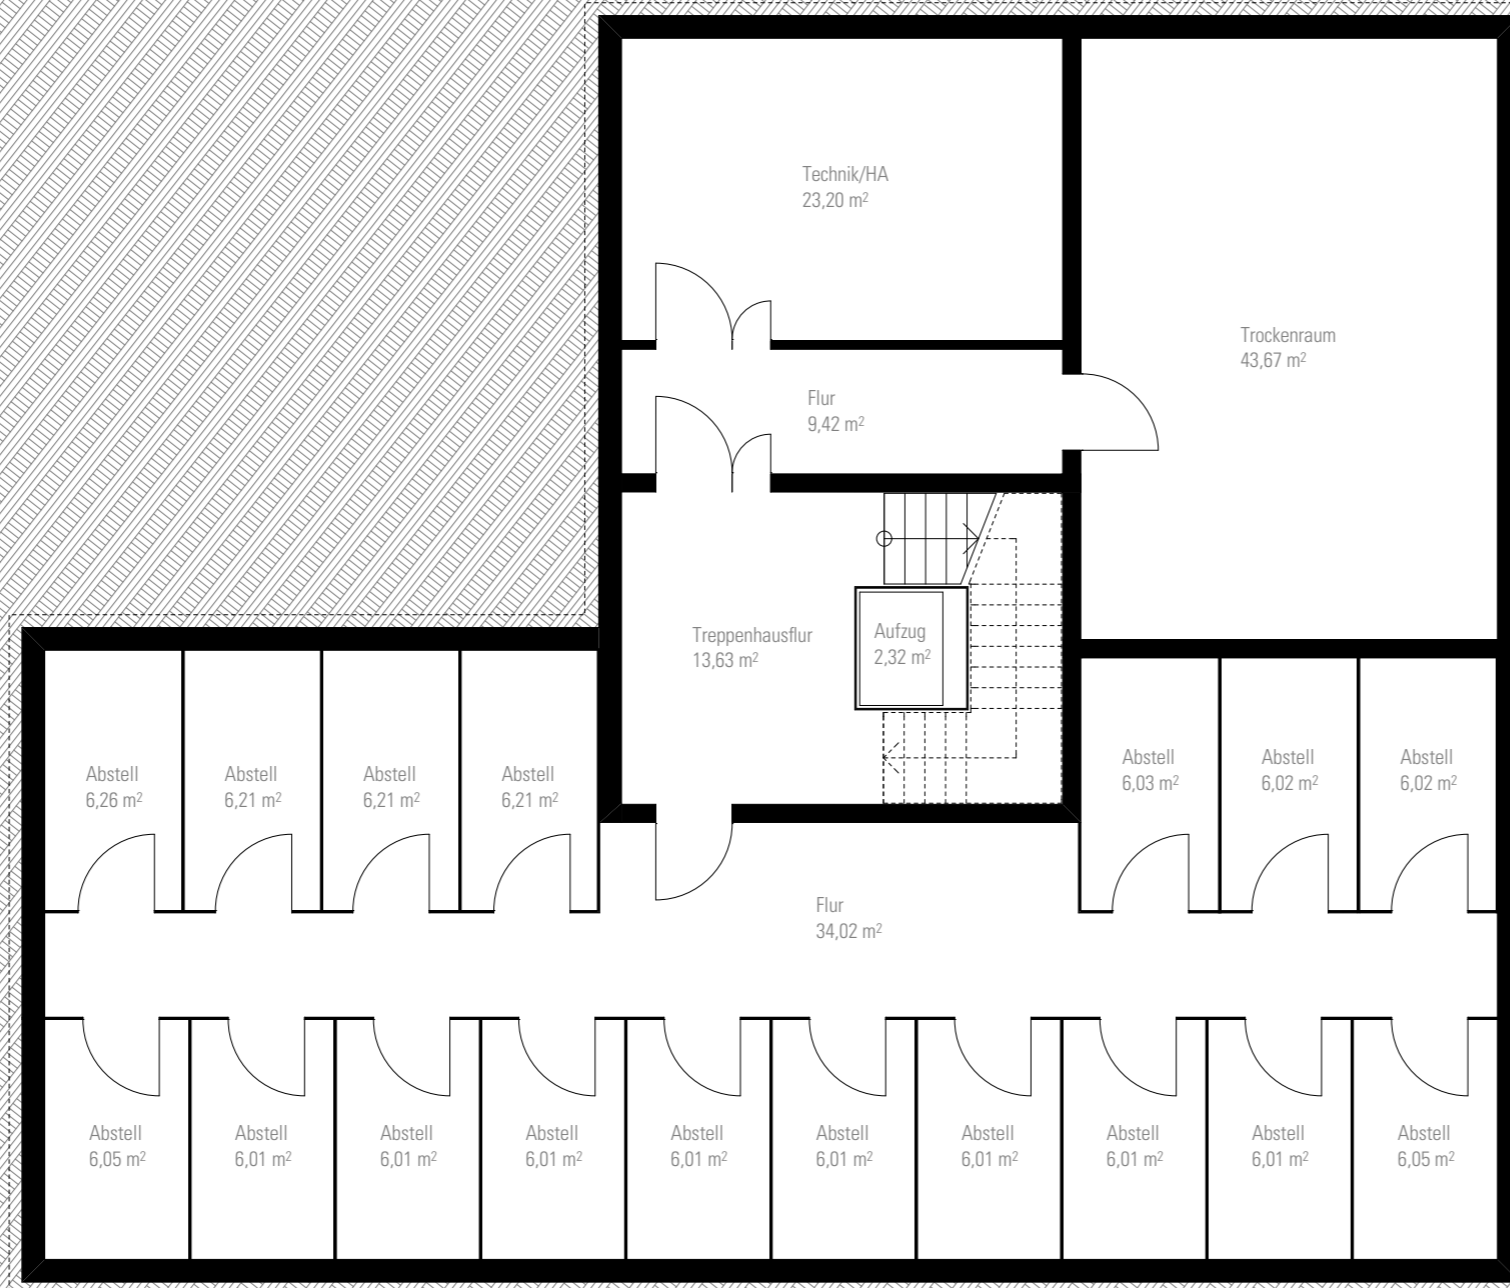 Technik/HA
23,20 m²
Trockenraum
43,67 m²
Flur
9,42 m²
Treppenhausflur
13,63 m²
Aufzug
2,32 m²
Abstell
6,26 m²
Abstell
6,21 m²
Abstell
6,21 m²
Abstell
6,21 m²
Abstell
6,03 m²
Abstell
6,02 m²
Abstell
6,02 m²
Flur
34,02 m²
Abstell
6,05 m²
Abstell
6,01 m²
Abstell
6,01 m²
Abstell
6,01 m²
Abstell
6,01 m²
Abstell
6,01 m²
Abstell
6,01 m²
Abstell
6,01 m²
Abstell
6,01 m²
Abstell
6,05 m²